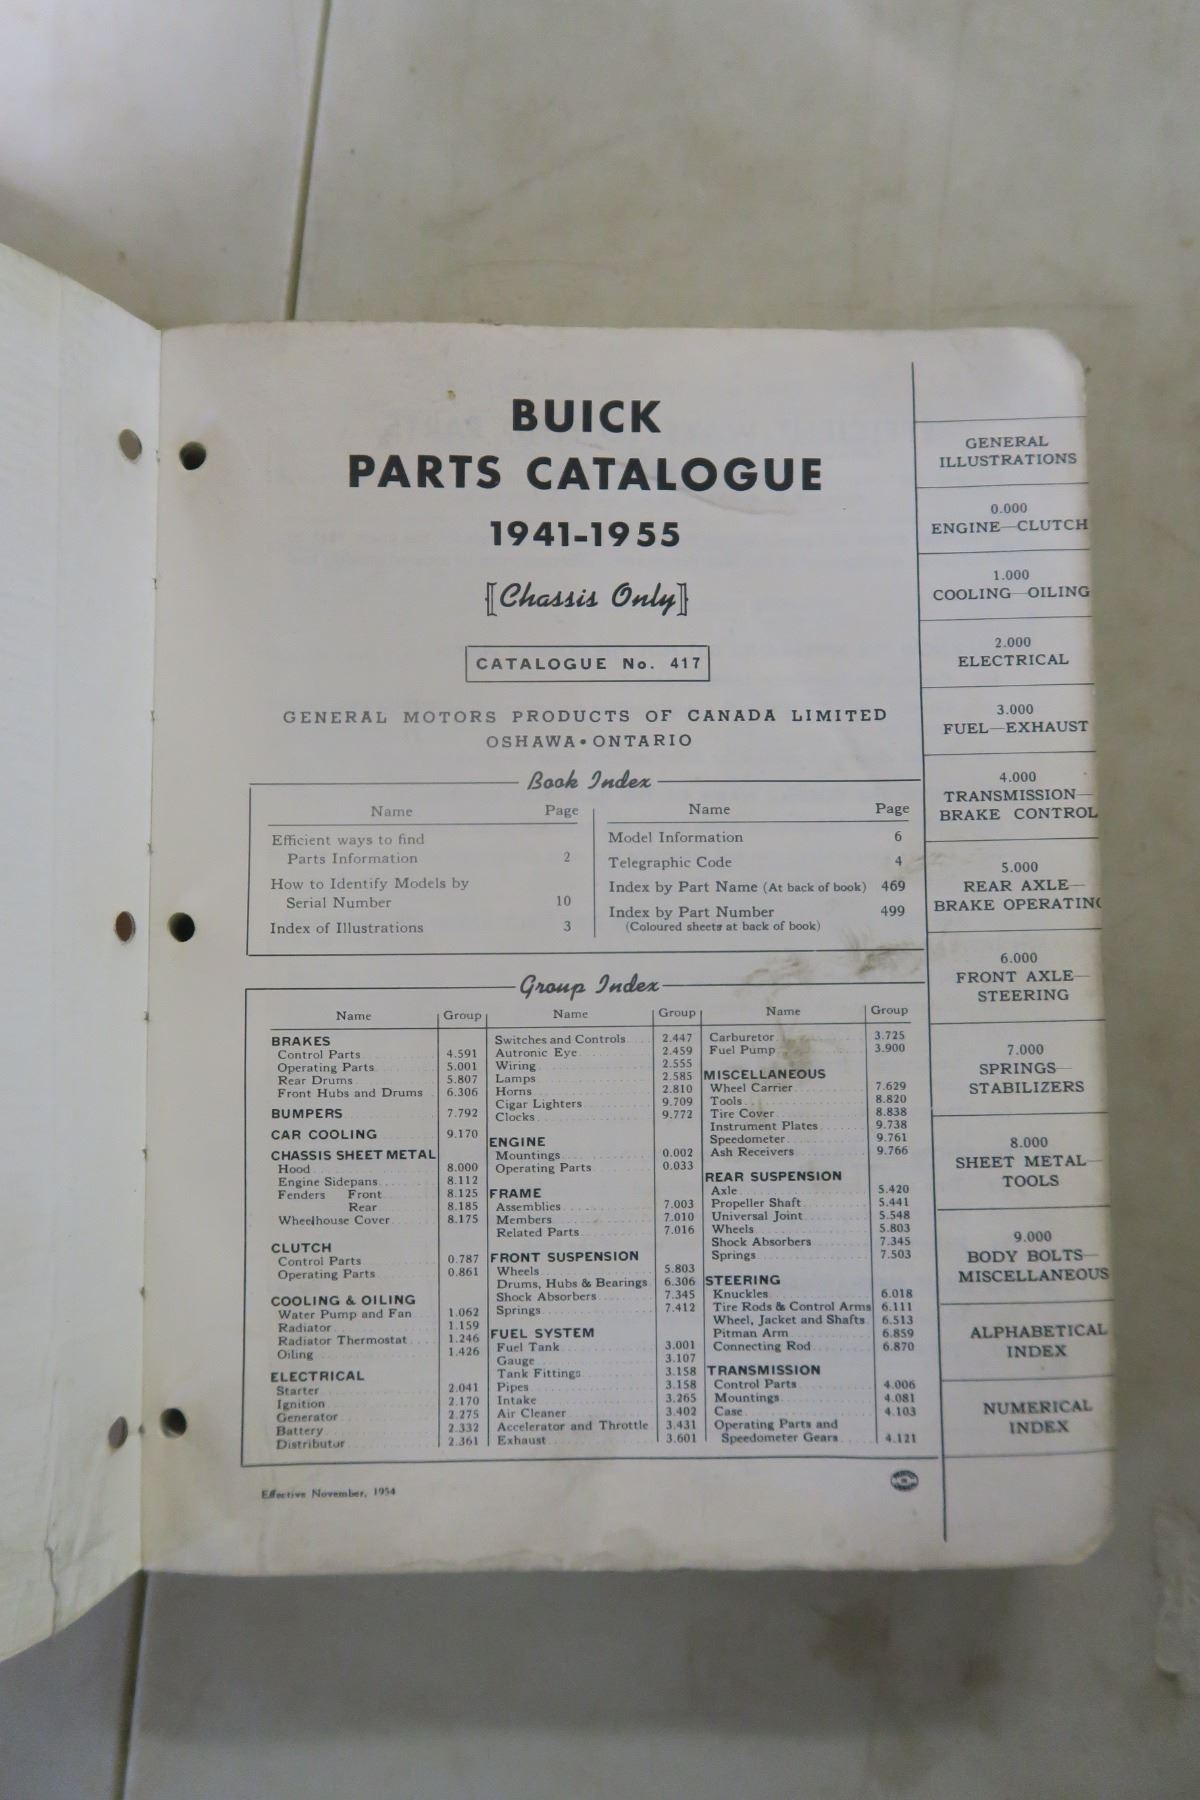 BUICK
PARTS CATALOGUE
1941-1955
[Chassis Only]
CATALOGUE No. 417
GENERAL MOTORS PRODUCTS OF CANADA LIMITED
OSHAWA • ONTARIO
Book Index
Name Page
Efficient ways to find
Parts Information 2
How to Identify Models by
Serial Number 10
Index of Illustrations 3
Name Page
Model Information 6
Telegraphic Code 4
Index by Part Name (At back of book) 469
Index by Part Number 499
(Coloured sheets at back of book)
Group Index
Name Group
BRAKES
Control Parts 4.591
Operating Parts 5.001
Rear Drums 5.807
Front Hubs and Drums 6.306
BUMPERS 7.792
CAR COOLING 9.170
CHASSIS SHEET METAL
Hood 8.000
Engine Sidepans 8.112
Fenders Front 8.125
Rear 8.185
Wheelhouse Cover 8.175
CLUTCH
Control Parts 0.787
Operating Parts 0.861
COOLING & OILING
Water Pump and Fan 1.062
Radiator 1.159
Radiator Thermostat 1.246
Oiling 1.426
ELECTRICAL
Starter 2.041
Ignition 2.170
Generator 2.275
Battery 2.332
Distributor 2.361
Name Group
Switches and Controls 2.447
Autronic Eye 2.459
Wiring 2.555
Lamps 2.585
Horns 2.810
Cigar Lighters 9.709
Clocks 9.772
ENGINE
Mountings 0.002
Operating Parts 0.033
FRAME
Assemblies 7.003
Members 7.010
Related Parts 7.016
FRONT SUSPENSION
Wheels 5.803
Drums, Hubs & Bearings 6.306
Shock Absorbers 7.345
Springs 7.412
FUEL SYSTEM
Fuel Tank 3.001
Gauge 3.107
Tank Fittings 3.158
Pipes 3.158
Intake 3.265
Air Cleaner 3.402
Accelerator and Throttle 3.431
Exhaust 3.601
Name Group
Carburetor 3.725
Fuel Pump 3.900
MISCELLANEOUS
Wheel Carrier 7.629
Tools 8.820
Tire Cover 8.838
Instrument Plates 9.738
Speedometer 9.761
Ash Receivers 9.766
REAR SUSPENSION
Axle 5.420
Propeller Shaft 5.441
Universal Joint 5.548
Wheels 5.803
Shock Absorbers 7.345
Springs 7.503
STEERING
Knuckles 6.018
Tire Rods & Control Arms 6.111
Wheel, Jacket and Shafts 6.513
Pitman Arm 6.859
Connecting Rod 6.870
TRANSMISSION
Control Parts 4.006
Mountings 4.081
Case 4.103
Operating Parts and
Speedometer Gears 4.121
Effective November, 1954
GENERAL
ILLUSTRATIONS
0.000
ENGINE—CLUTCH
1.000
COOLING—OILING
2.000
ELECTRICAL
3.000
FUEL—EXHAUST
4.000
TRANSMISSION—
BRAKE CONTROL
5.000
REAR AXLE—
BRAKE OPERATING
6.000
FRONT AXLE—
STEERING
7.000
SPRINGS—
STABILIZERS
8.000
SHEET METAL—
TOOLS
9.000
BODY BOLTS—
MISCELLANEOUS
ALPHABETICAL
INDEX
NUMERICAL
INDEX